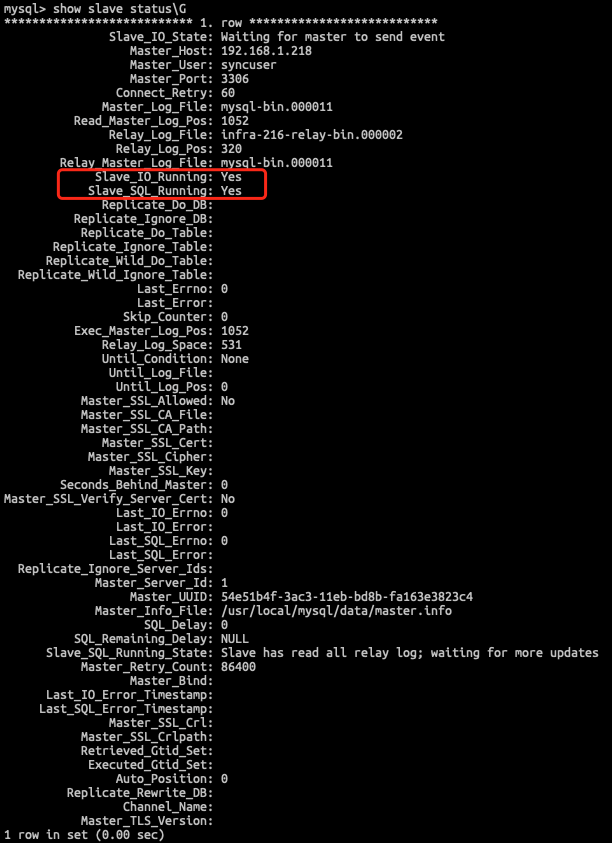 mysql> show slave status\G
*************************** 1. row ***************************
Slave_IO_State: Waiting for master to send event
Master_Host: 192.168.1.218
Master_User: syncuser
Master_Port: 3306
Connect_Retry: 60
Master_Log_File: mysql-bin.000011
Read_Master_Log_Pos: 1052
Relay_Log_File: infra-216-relay-bin.000002
Relay_Log_Pos: 320
Relay_Master_Log_File: mysql-bin.000011
Slave_IO_Running: Yes
Slave_SQL_Running: Yes
Replicate_Do_DB:
Replicate_Ignore_DB:
Replicate_Do_Table:
Replicate_Ignore_Table:
Replicate_Wild_Do_Table:
Replicate_Wild_Ignore_Table:
Last_Errno: 0
Last_Error:
Skip_Counter: 0
Exec_Master_Log_Pos: 1052
Relay_Log_Space: 531
Until_Condition: None
Until_Log_File:
Until_Log_Pos: 0
Master_SSL_Allowed: No
Master_SSL_CA_File:
Master_SSL_CA_Path:
Master_SSL_Cert:
Master_SSL_Cipher:
Master_SSL_Key:
Seconds_Behind_Master: 0
Master_SSL_Verify_Server_Cert: No
Last_IO_Errno: 0
Last_IO_Error:
Last_SQL_Errno: 0
Last_SQL_Error:
Replicate_Ignore_Server_Ids:
Master_Server_Id: 1
Master_UUID: 54e51b4f-3ac3-11eb-bd8b-fa163e3823c4
Master_Info_File: /usr/local/mysql/data/master.info
SQL_Delay: 0
SQL_Remaining_Delay: NULL
Slave_SQL_Running_State: Slave has read all relay log; waiting for more updates
Master_Retry_Count: 86400
Master_Bind:
Last_IO_Error_Timestamp:
Last_SQL_Error_Timestamp:
Master_SSL_Crl:
Master_SSL_Crlpath:
Retrieved_Gtid_Set:
Executed_Gtid_Set:
Auto_Position: 0
Replicate_Rewrite_DB:
Channel_Name:
Master_TLS_Version:
1 row in set (0.00 sec)